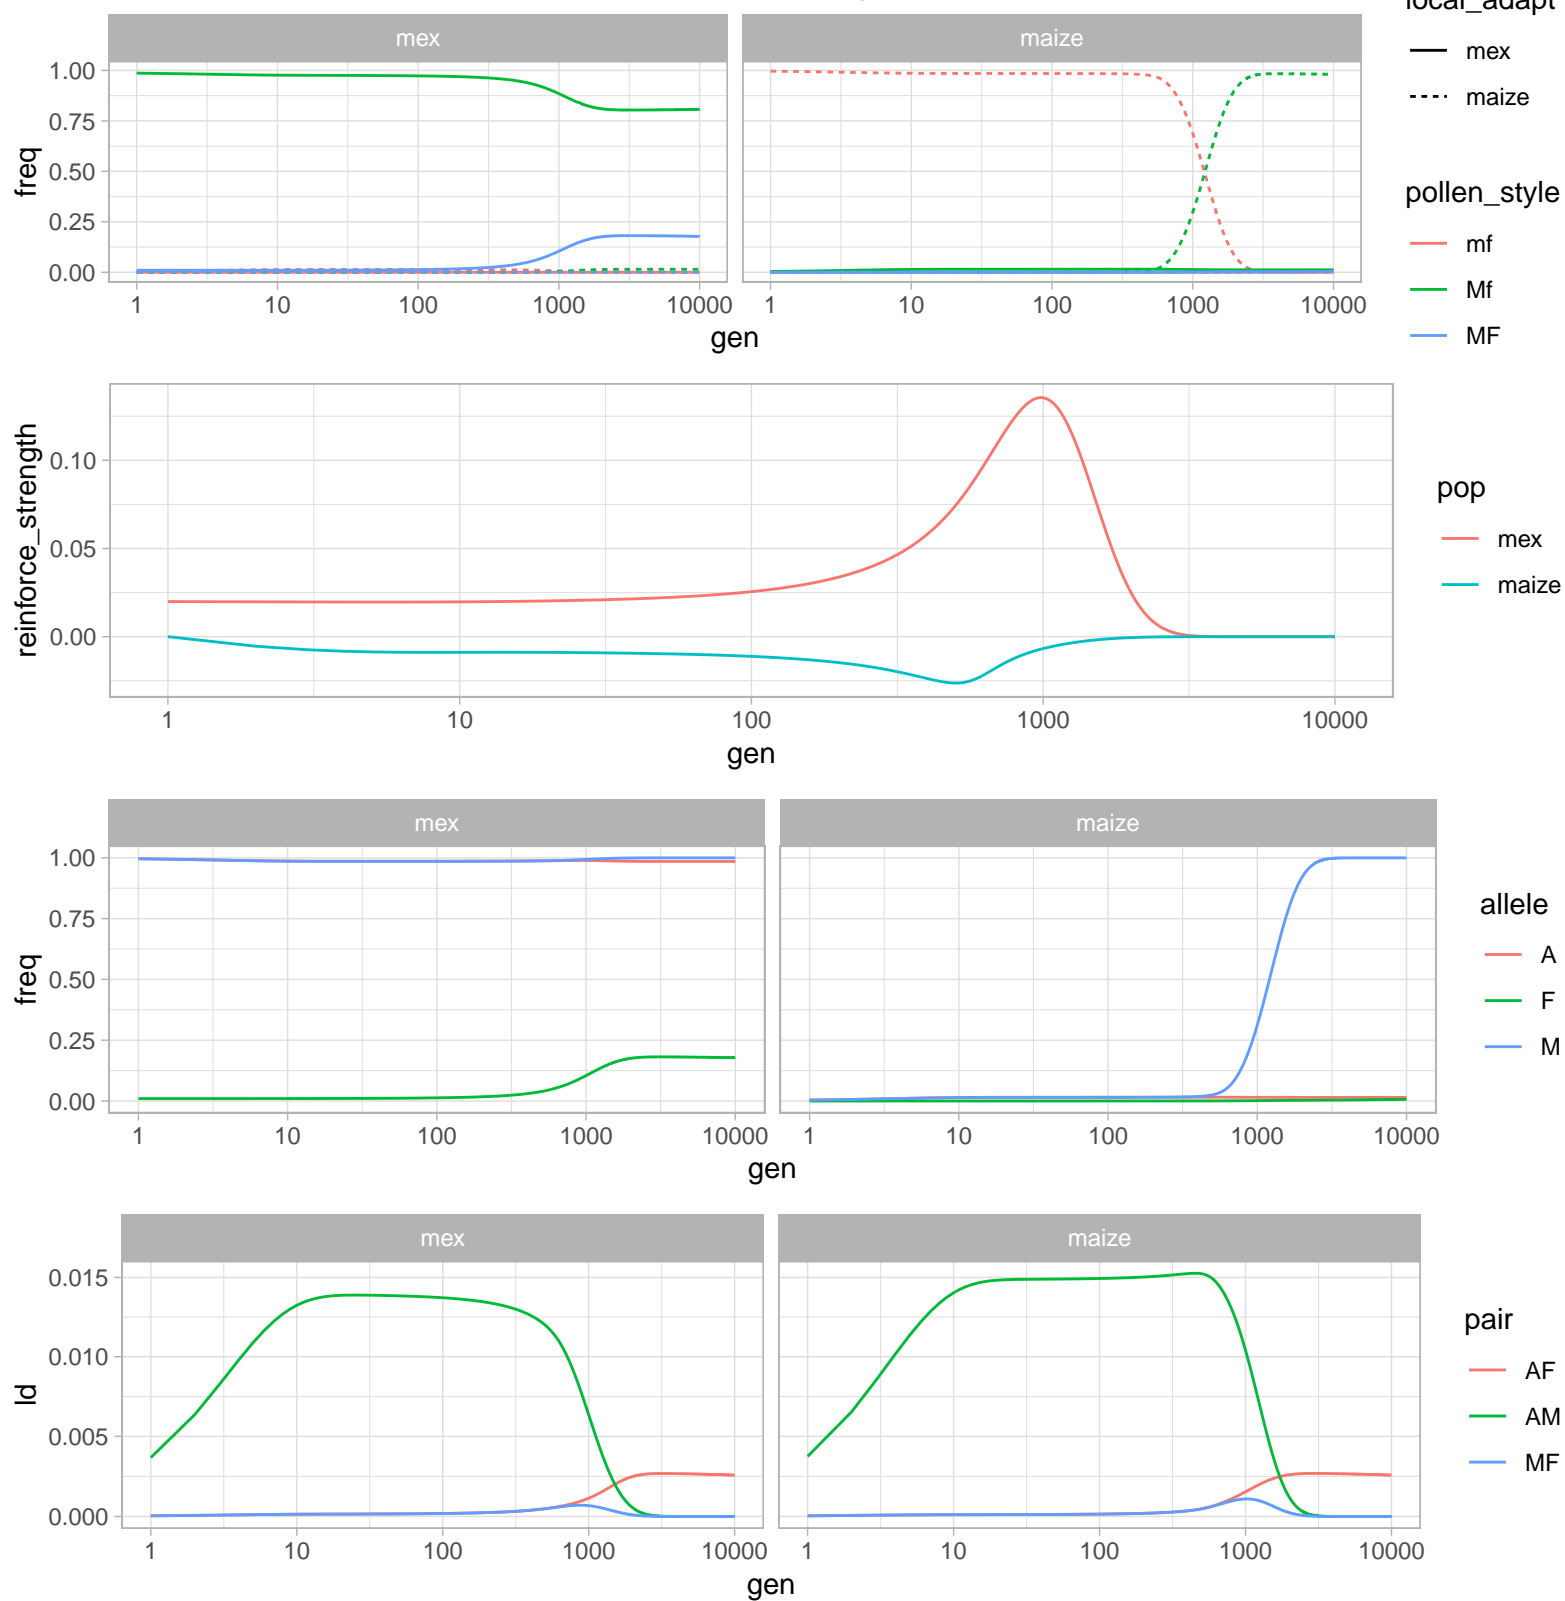 local_adapt
mex
maize
mex
maize
1.00
0.75
0.50
0.25
0.00
freq
1
10
100
1000
10000
1
10
100
1000
10000
gen
pollen_style
mf
Mf
MF
reinforce_strength
0.10
0.05
0.00
1
10
100
1000
10000
gen
pop
mex
maize
mex
maize
1.00
0.75
0.50
0.25
0.00
freq
1
10
100
1000
10000
1
10
100
1000
10000
gen
allele
A
F
M
mex
maize
0.015
0.010
0.005
0.000
ld
1
10
100
1000
10000
1
10
100
1000
10000
gen
pair
AF
AM
MF